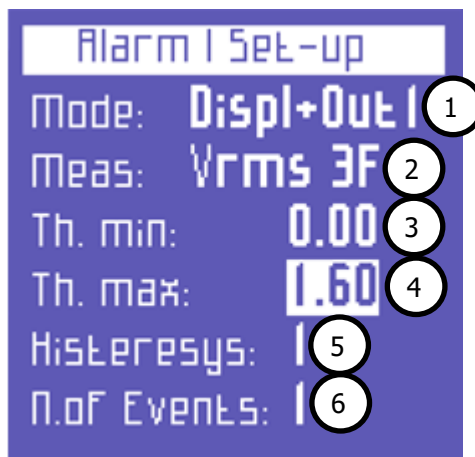 Alarm 1 Set-up
Mode: Displ+Out1 1
Meas: Vrms 3F 2
Th. min: 0.00 3
Th. max: 1.60 4
Histeresys: 1 5
N.of Events: 1 6